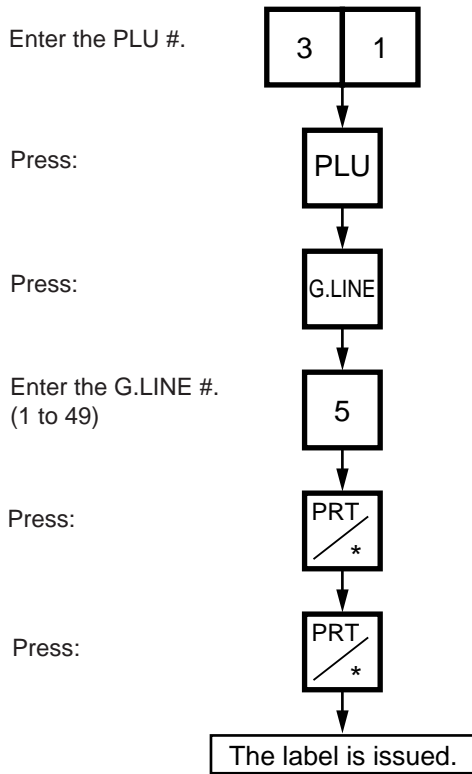 Enter the PLU #.
3 1
Press:
PLU
Press:
G.LINE
Enter the G.LINE #.
(1 to 49)
5
Press:
PRT
*
Press:
PRT
*
The label is issued.